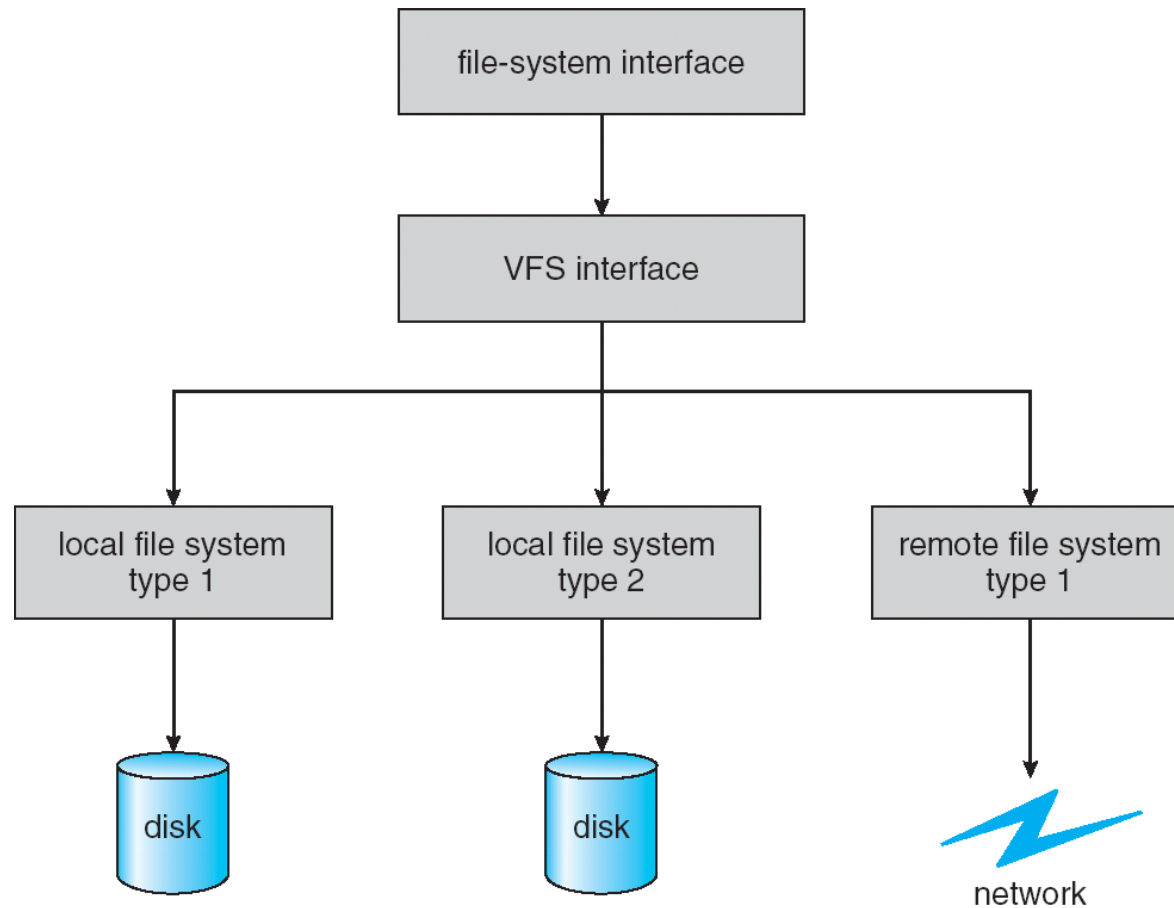 file-system interface
VFS interface
local file system
type 1
local file system
type 2
remote file system
type 1
disk
disk
network